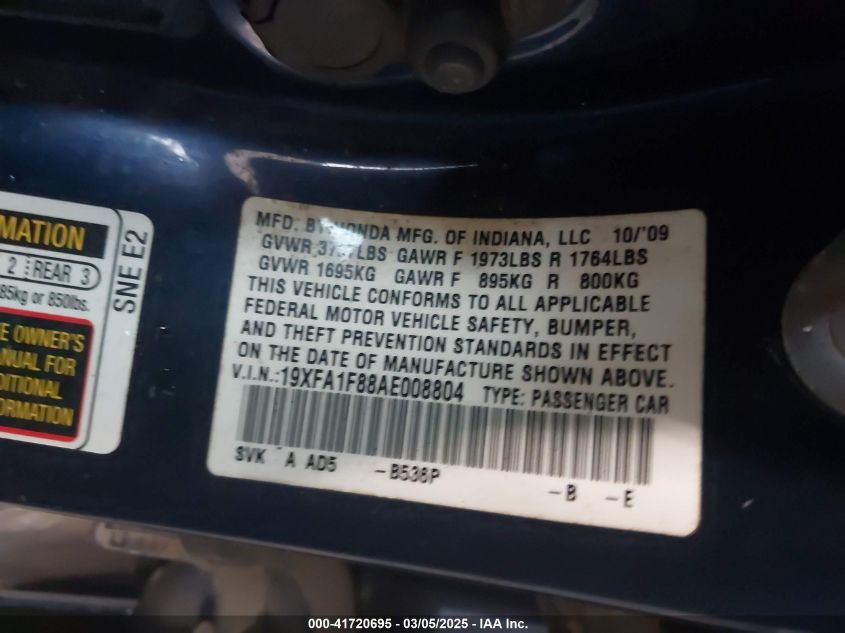 RMATION
2 REAR 3
85kg or 850lbs.
E OWNER'S
NUAL FOR
DITIONAL
FORMATION
SNE E2
MFD. BY HONDA MFG. OF INDIANA, LLC 10/'09
GVWR GAWR F 1973LBS R 1764LBS
GVWR 1695KG GAWR F 895KG R 800KG
THIS VEHICLE CONFORMS TO ALL APPLICABLE
FEDERAL MOTOR VEHICLE SAFETY, BUMPER,
AND THEFT PREVENTION STANDARDS IN EFFECT
ON THE DATE OF MANUFACTURE SHOWN ABOVE.
V.I.N.:19XFA1F88AE008804 TYPE: PASSENGER CAR
SVK A AD5 -B536P -B -E
000-41720695 - 03/05/2025 - IAA Inc.